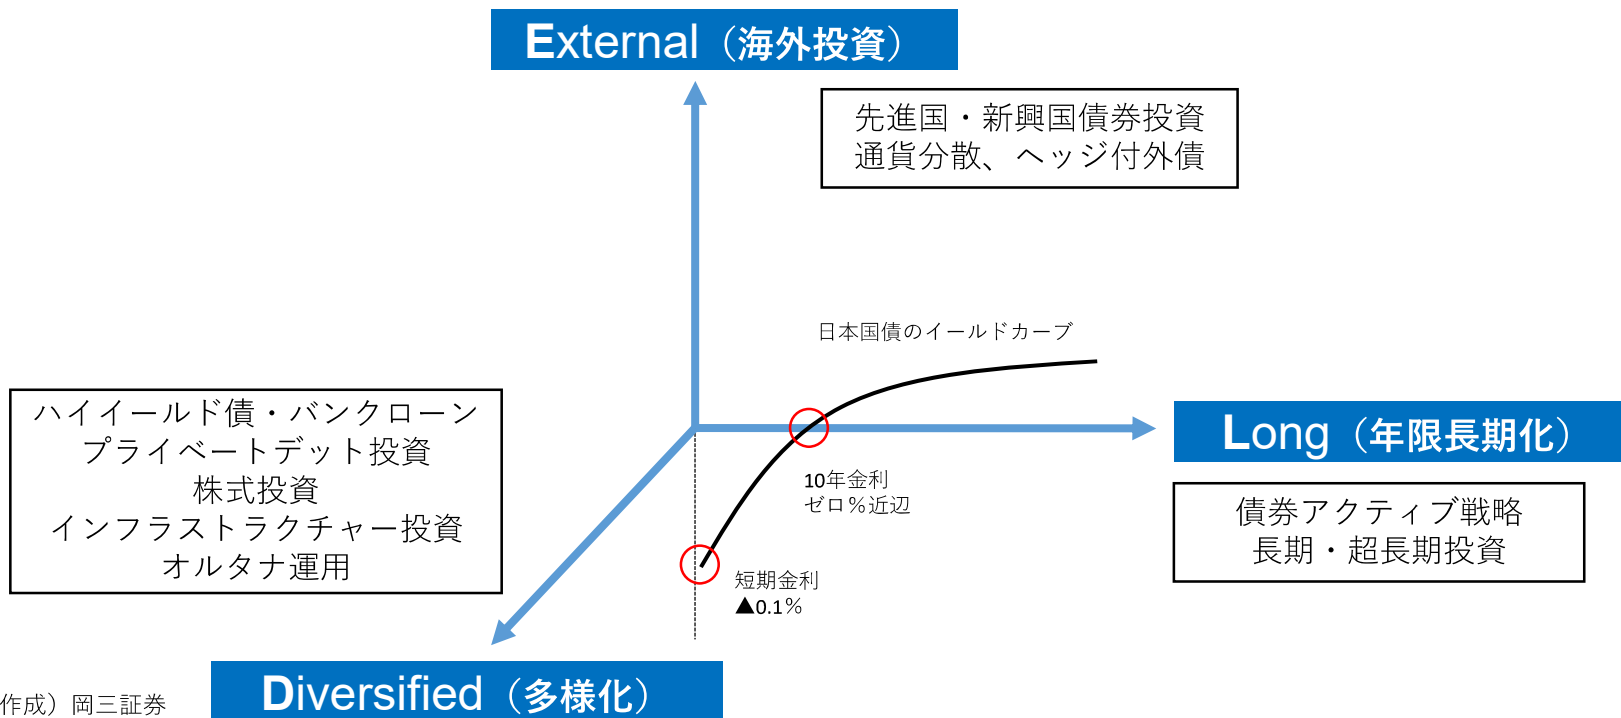 External（海外投資）
先進国・新興国債券投資
通貨分散、ヘッジ付外債
日本国債のイールドカーブ
ハイイールド債・バンクローン
プライベートデット投資
株式投資
インフラストラクチャー投資
オルタナ運用
Long（年限長期化）
10年金利
ゼロ％近辺
債券アクティブ戦略
長期・超長期投資
短期金利
▲0.1％
Diversified（多様化）
作成）岡三証券